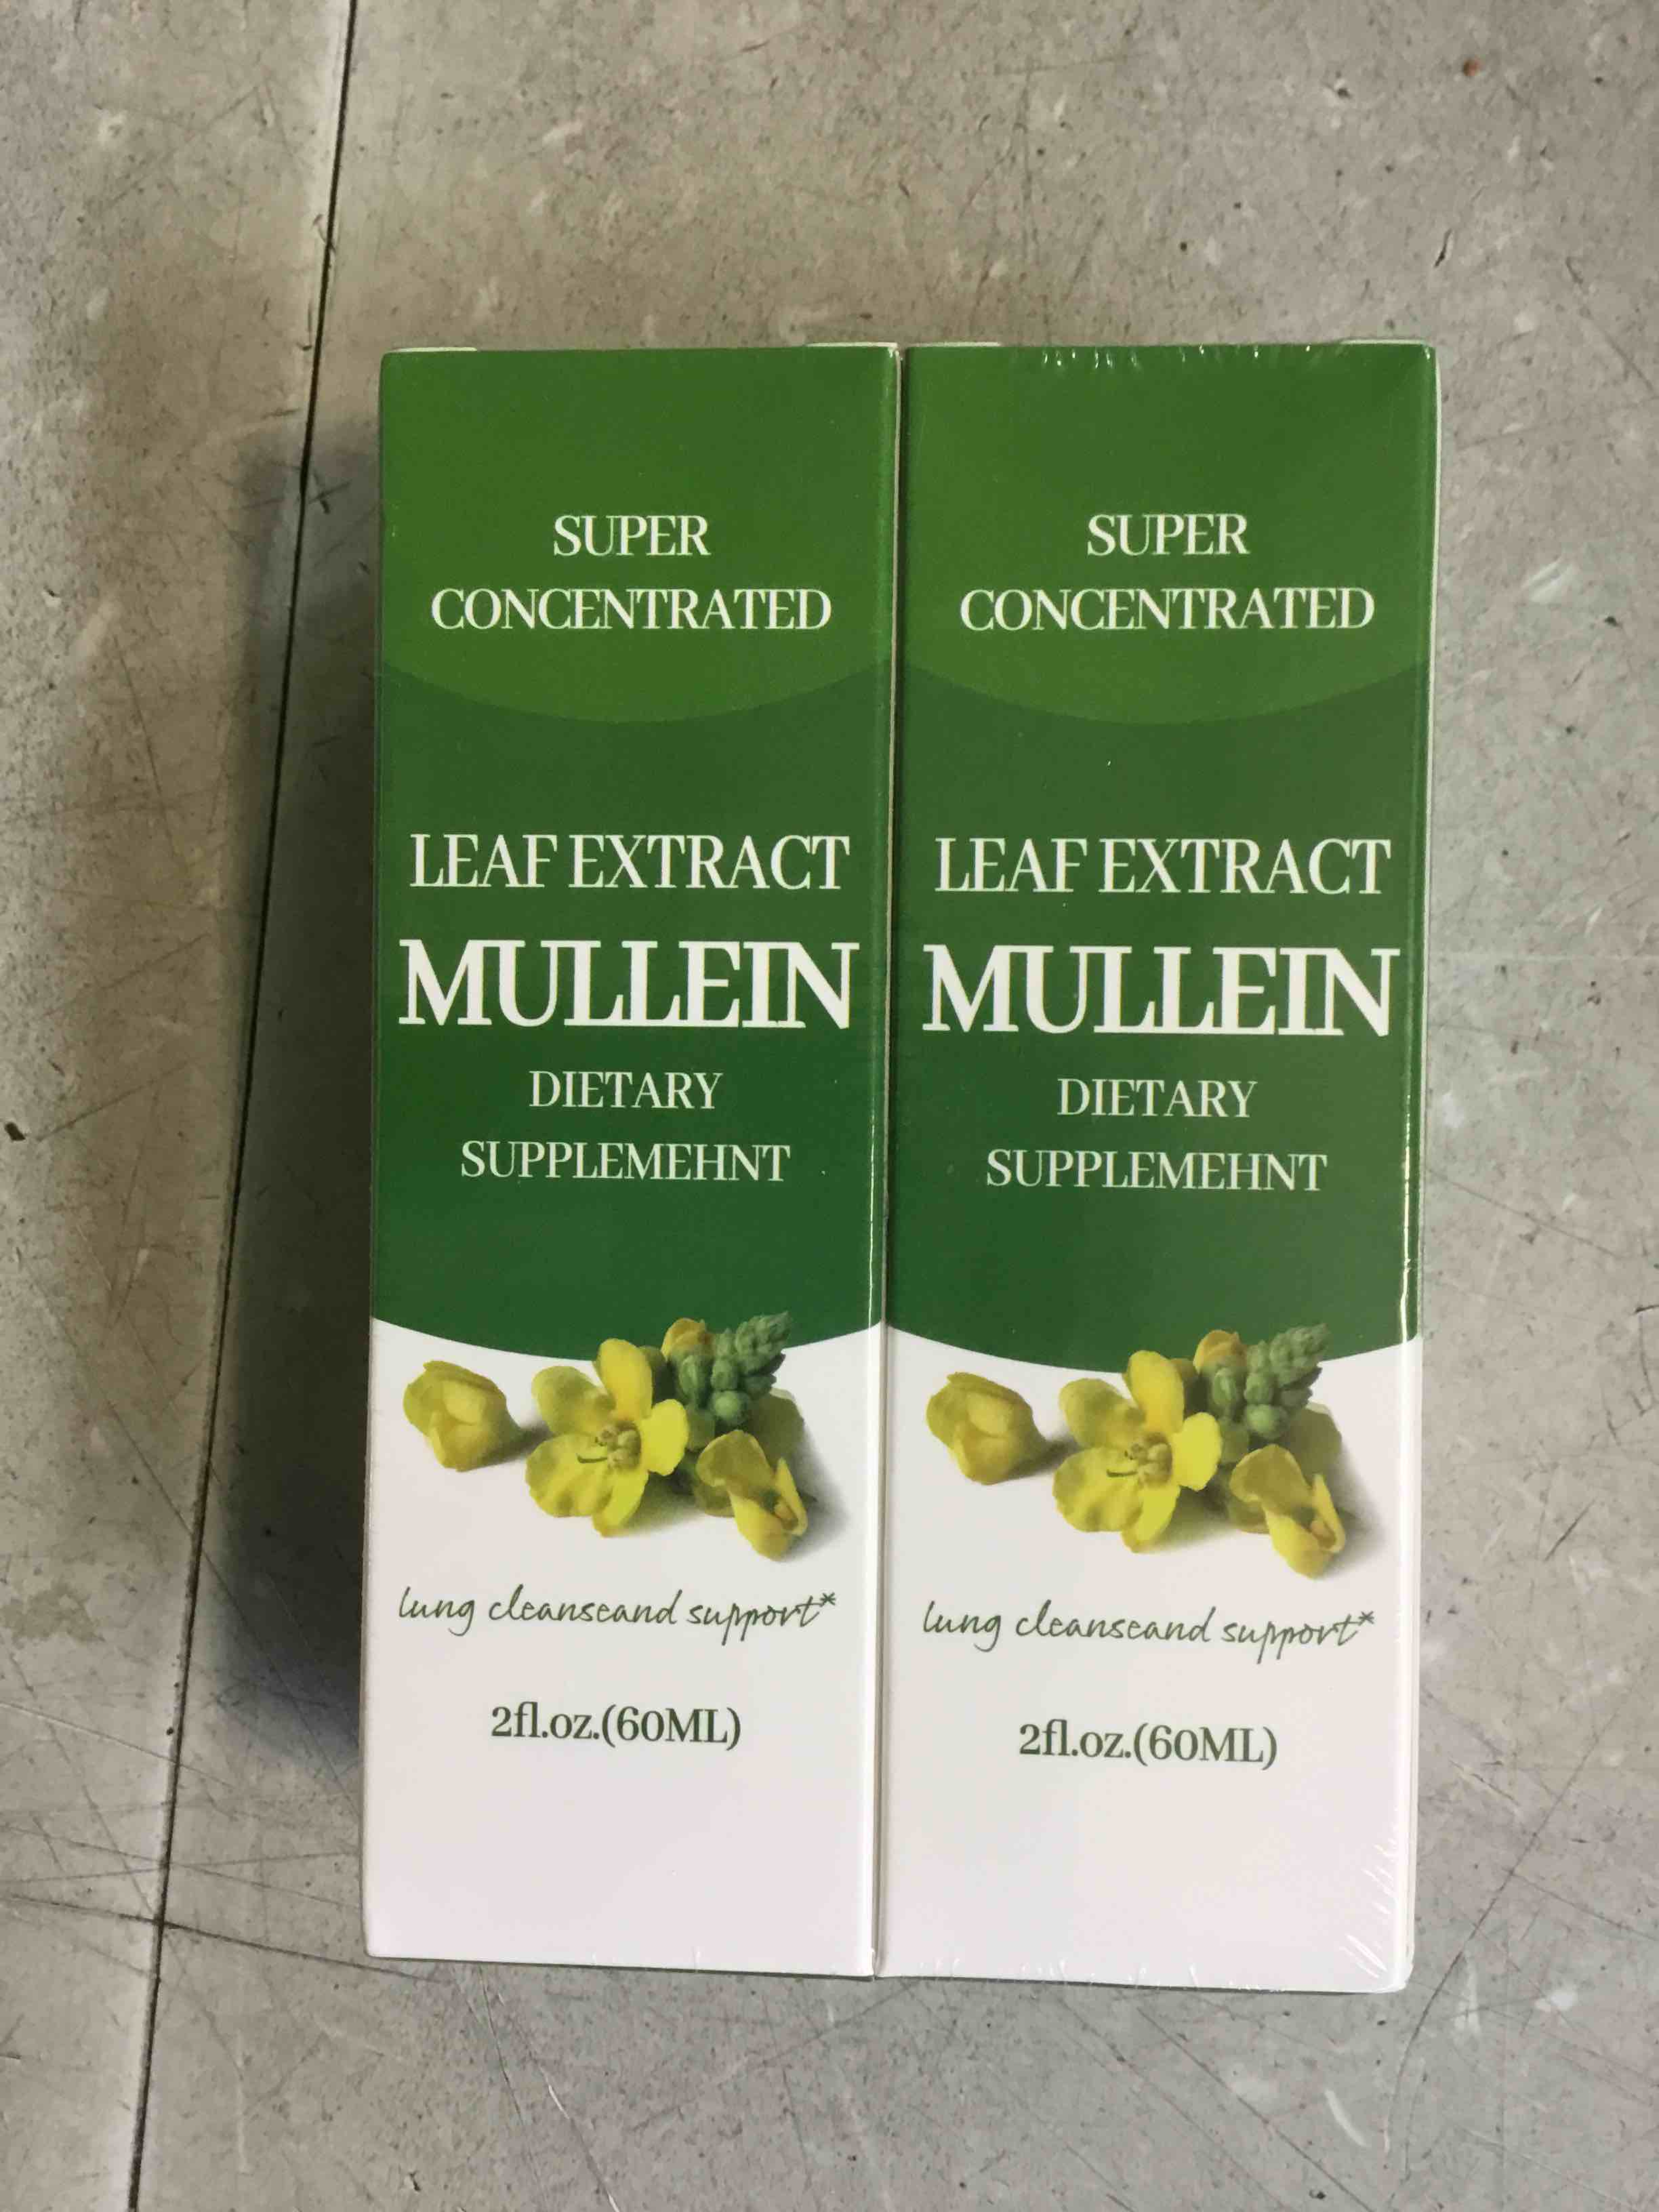 SUPER
CONCENTRATED
LEAF EXTRACT
MULLEIN
DIETARY
SUPPLEMEHNT
lung cleanseand support*
2fl.oz.(60ML)
SUPER
CONCENTRATED
LEAF EXTRACT
MULLEIN
DIETARY
SUPPLEMEHNT
lung cleanseand support*
2fl.oz.(60ML)